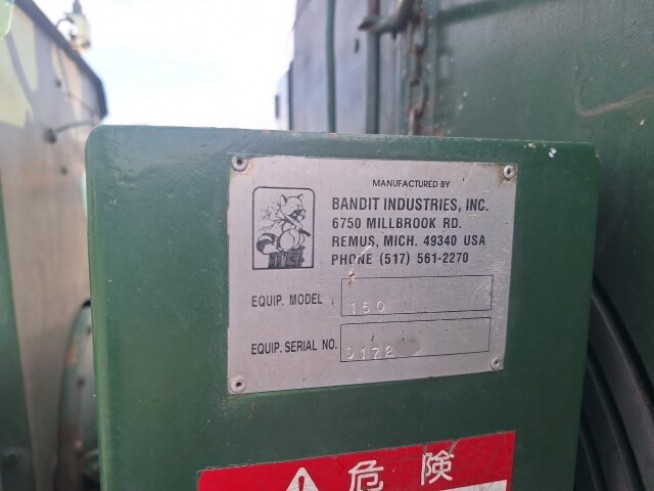 MANUFACTURED BY
BANDIT INDUSTRIES, INC.
6750 MILLBROOK RD.
REMUS, MICH. 49340 USA
PHONE (517) 561-2270
EQUIP. MODEL 150
EQUIP. SERIAL NO.
危険